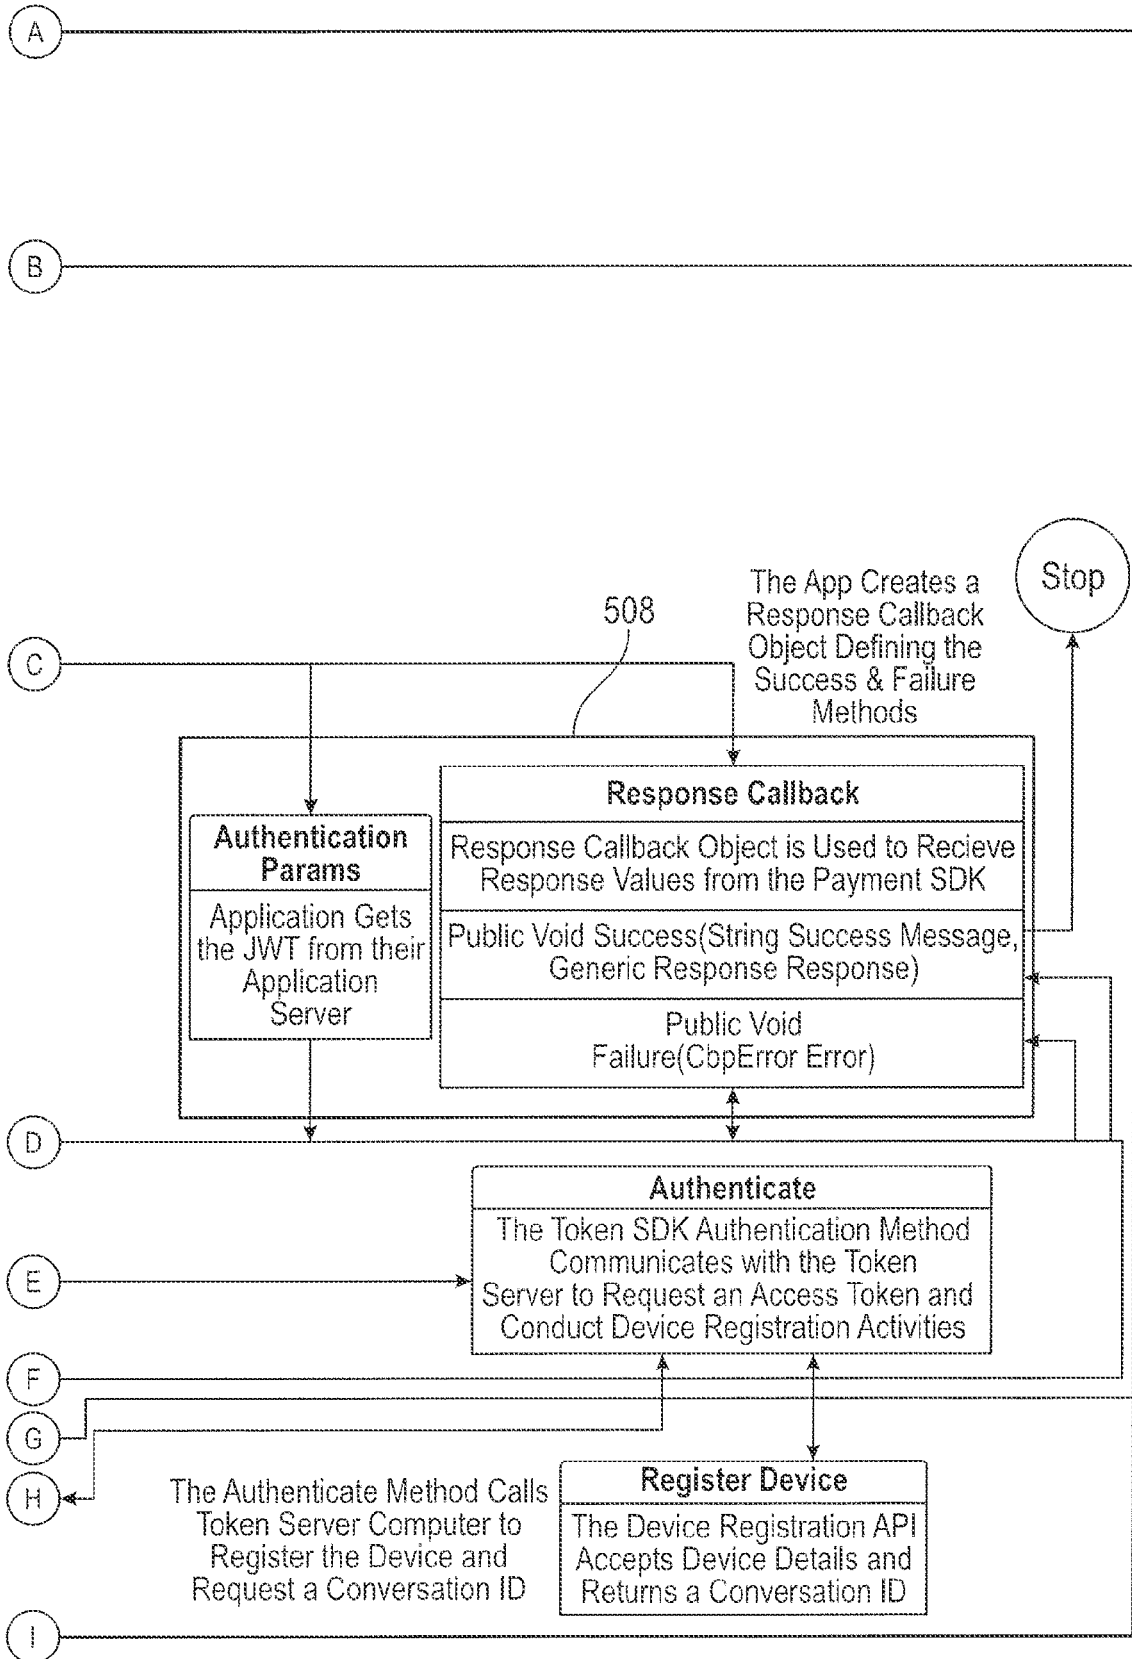 A
B
The App Creates a
Response Callback
Object Defining the
Success & Failure
Methods
Stop
508
C
Authentication
Params
Application Gets
the JWT from their
Application
Server
Response Callback
Response Callback Object is Used to Recieve
Response Values from the Payment SDK
Public Void Success(String Success Message,
Generic Response Response)
Public Void
Failure(CbpError Error)
D
Authenticate
The Token SDK Authentication Method
Communicates with the Token
Server to Request an Access Token and
Conduct Device Registration Activities
E
F
G
H
The Authenticate Method Calls
Token Server Computer to
Register the Device and
Request a Conversation ID
Register Device
The Device Registration API
Accepts Device Details and
Returns a Conversation ID
I